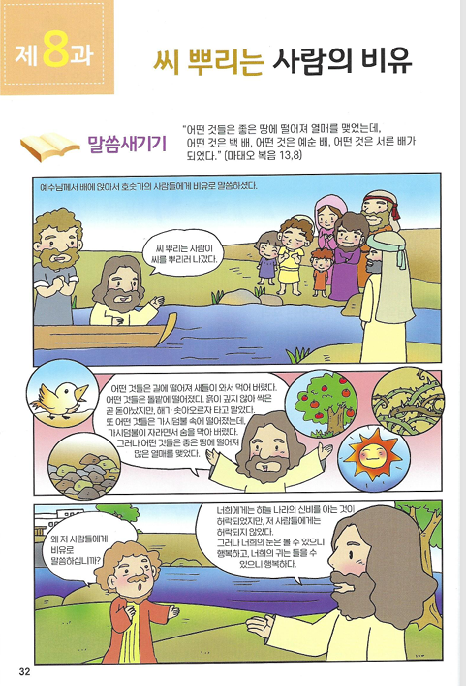 제8과
씨 뿌리는 사람의 비유
말씀새기기
"어떤 것들은 좋은 땅에 떨어져 열매를 맺었는데,
어떤 것은 백 배, 어떤 것은 예순 배, 어떤 것은 서른 배가
되었다." (마태오 복음 13,8)
예수님께서 배에 앉아서 호숫가의 사람들에게 비유로 말씀하셨다.
씨 뿌리는 사람이
씨를 뿌리러 나갔다.
어떤 것들은 길에 떨어져 새들이 와서 먹어 버렸다.
어떤 것들은 돌밭에 떨어졌다. 흙이 깊지 않아 싹은
곧 돋아났지만, 해가 솟아오르자 타고 말았다.
또 어떤 것들은 가시덤불 속에 떨어졌는데,
가시덤불이 자라면서 숨을 막아 버렸다.
그러나 어떤 것들은 좋은 땅에 떨어져
많은 열매를 맺었다.
왜 저 사람들에게
비유로
말씀하십니까?
너희에게는 하늘 나라의 신비를 아는 것이
허락되었지만, 저 사람들에게는
허락되지 않았다.
그러나 너희의 눈은 볼 수 있으니
행복하고, 너희의 귀는 들을 수
있으니 행복하다.
32